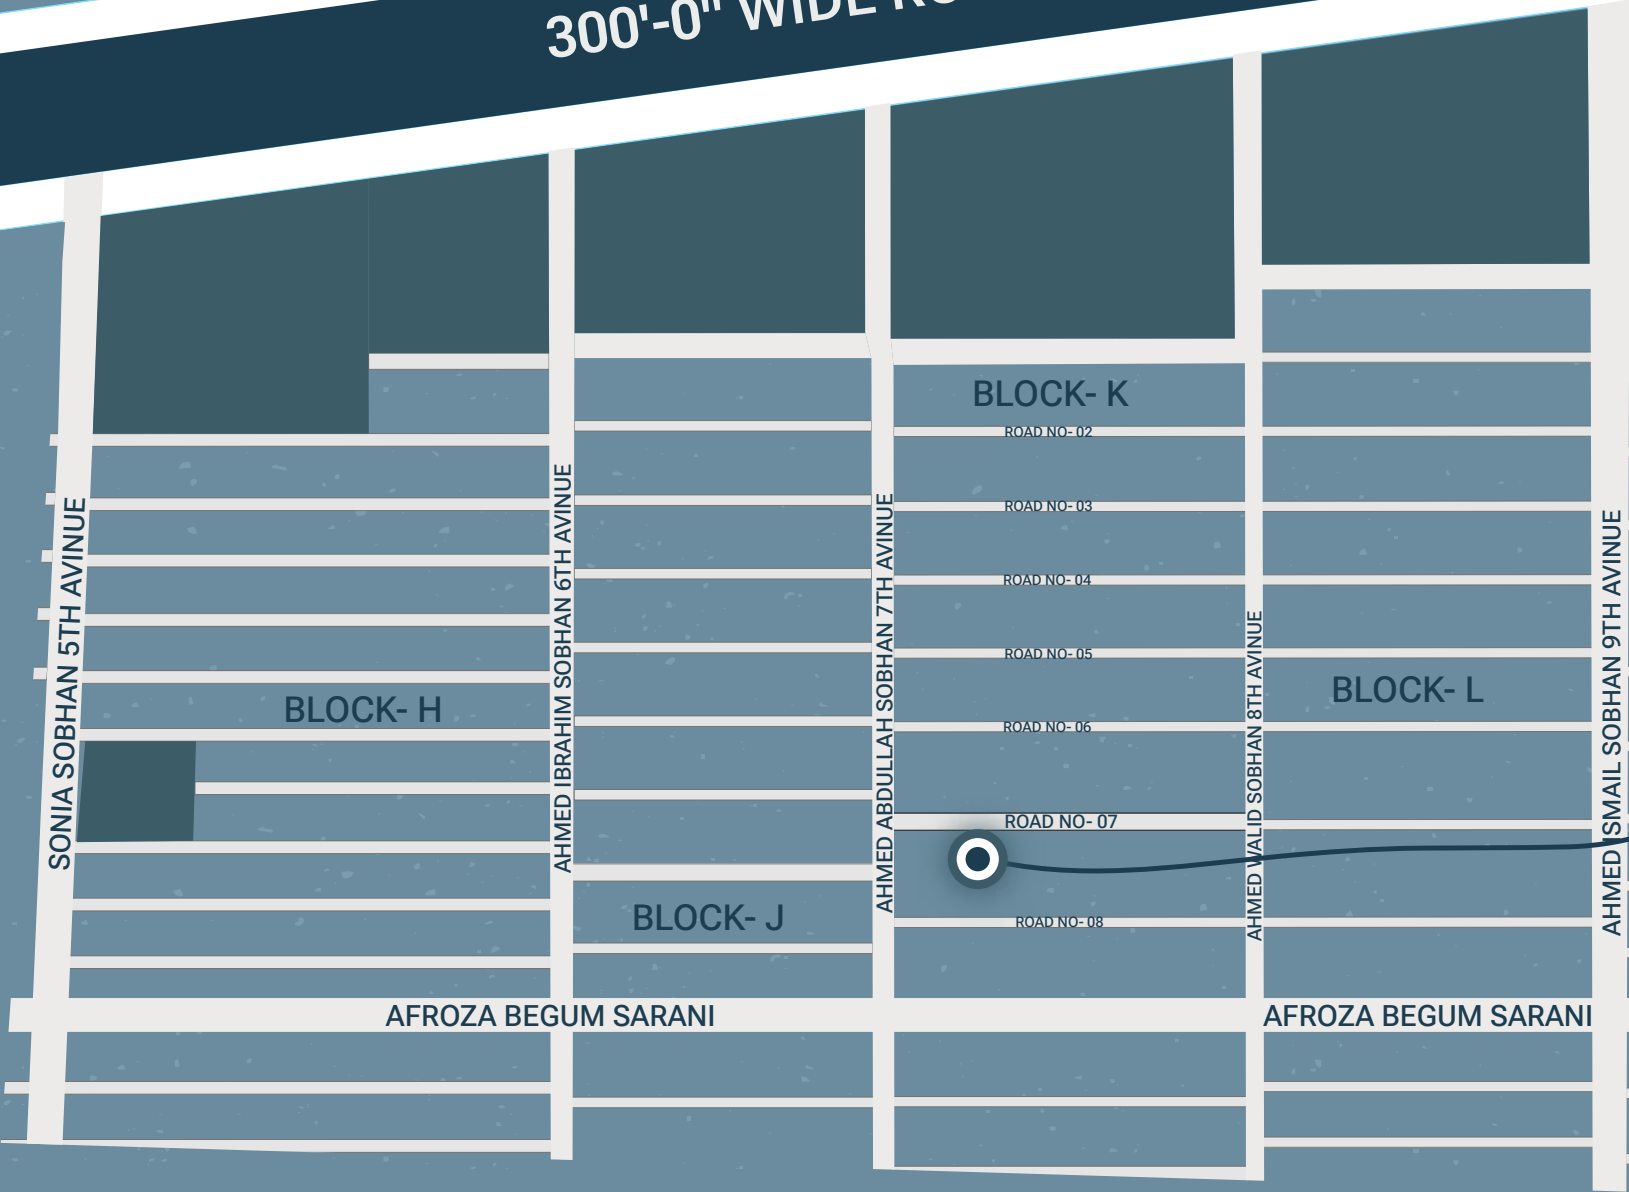 300'-0" WIDE
BLOCK- K
ROAD NO- 02
ROAD NO- 03
ROAD NO- 04
ROAD NO- 05
ROAD NO- 06
ROAD NO- 07
ROAD NO- 08
SONIA SOBHAN 5TH AVINUE
AHMED IBRAHIM SOBHAN 6TH AVINUE
AHMED ABDULLAH SOBHAN 7TH AVINUE
AHMED WALID SOBHAN 8TH AVINUE
AHMED ISMAIL SOBHAN 9TH AVINUE
BLOCK- H
BLOCK- L
BLOCK- J
AFROZA BEGUM SARANI
AFROZA BEGUM SARANI